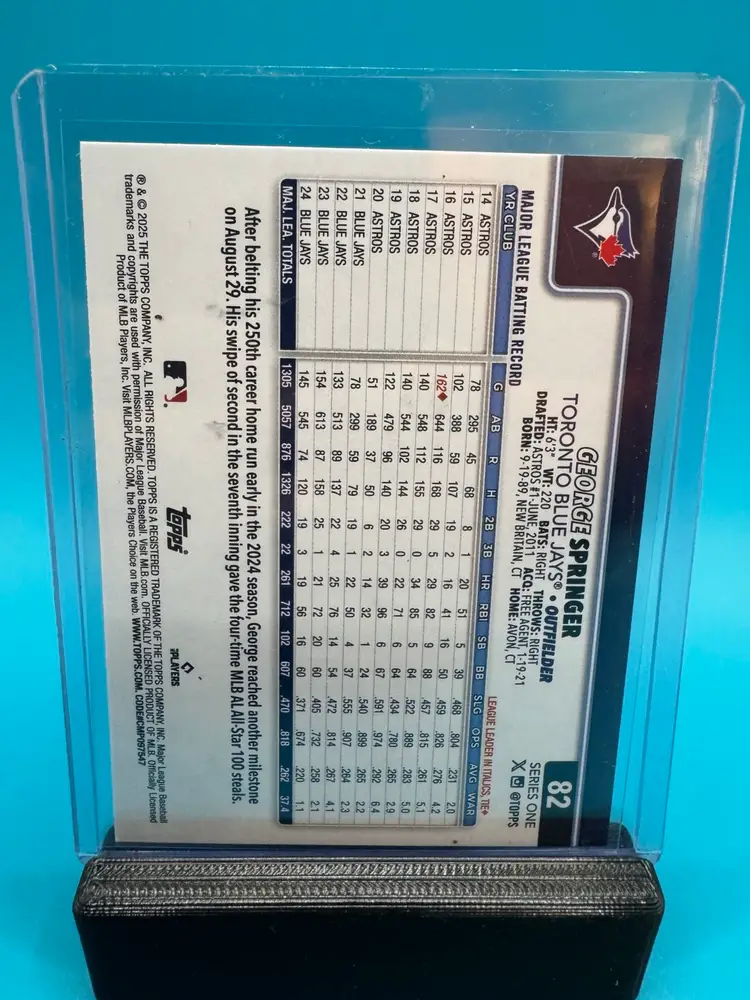 82
SERIES ONE
@TOPPS
GEORGE SPRINGER
TORONTO BLUE JAYS® • OUTFIELDER
HT: 6'3" WT: 220 BATS: RIGHT THROWS: RIGHT
DRAFTED: ASTROS #1-JUNE, 2011 ACQ: FREE AGENT, 1-19-21
BORN: 9-19-89, NEW BRITAIN, CT HOME: AVON, CT
MAJOR LEAGUE BATTING RECORD LEAGUE LEADER IN ITALICS, TIE♦
YR CLUB G AB R H 2B 3B HR RBI SB BB SLG OPS AVG WAR
14 ASTROS 78 295 45 68 8 1 20 51 5 39 .468 .804 .231 2.0
15 ASTROS 102 388 59 107 19 2 16 41 16 50 .459 .826 .276 4.2
16 ASTROS 162♦ 644 116 168 29 5 29 82 9 88 .457 .815 .261 5.1
17 ASTROS 140 548 112 155 29 0 34 85 5 64 .522 .889 .283 5.0
18 ASTROS 140 544 102 144 26 0 22 71 6 64 .434 .780 .265 2.9
19 ASTROS 122 479 96 140 20 3 39 96 6 67 .591 .974 .292 6.4
20 ASTROS 51 189 37 50 6 2 14 32 1 24 .540 .899 .265 2.2
21 BLUE JAYS 78 299 59 79 19 1 22 50 4 37 .555 .907 .264 2.3
22 BLUE JAYS 133 513 89 137 22 4 25 76 14 54 .472 .814 .267 4.1
23 BLUE JAYS 154 613 87 158 25 1 21 72 20 60 .405 .732 .258 2.1
24 BLUE JAYS 145 545 74 120 19 3 19 56 16 60 .371 .674 .220 1.1
MAJ. LEA. TOTALS 1305 5057 876 1326 222 22 261 712 102 607 .470 .818 .262 37.4
After belting his 250th career home run early in the 2024 season, George reached another milestone
on August 29. His swipe of second in the seventh inning gave the four-time MLB AL All-Star 100 steals.
topps
PLAYERS
® & © 2025 THE TOPPS COMPANY, INC. ALL RIGHTS RESERVED. TOPPS IS A REGISTERED TRADEMARK OF THE TOPPS COMPANY, INC. Major League Baseball
trademarks and copyrights are used with permission of Major League Baseball. Visit MLB.com. OFFICIALLY LICENSED PRODUCT OF MLB. Officially Licensed
Product of MLB Players, Inc. Visit MLBPLAYERS.COM, the Players Choice on the web. WWW.TOPPS.COM. CODE#CMP097547